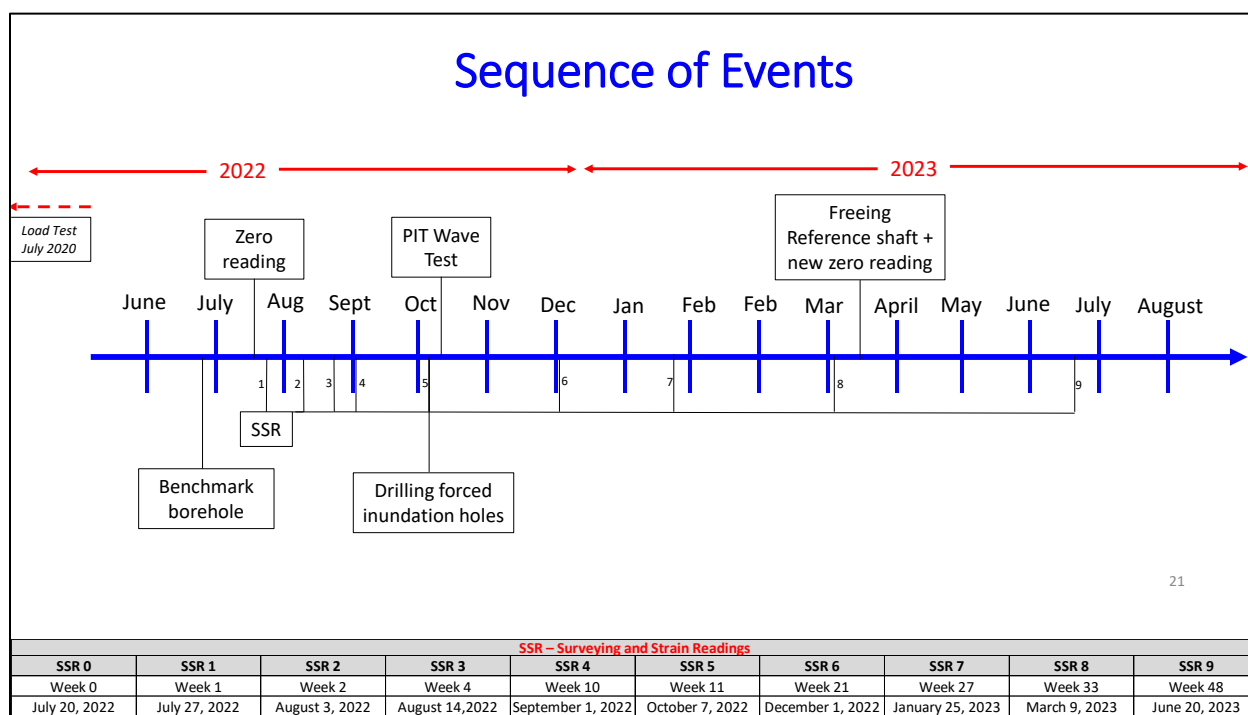 Sequence of Events
2022
2023
Load Test
July 2020
Zero
reading
PIT Wave
Test
Freeing
Reference shaft +
new zero reading
June July Aug Sept Oct Nov Dec Jan Feb Feb Mar April May June July August
1 2 3 4 5 6 7 8 9
SSR
Benchmark
borehole
Drilling forced
inundation holes
21
SSR – Surveying and Strain Readings
SSR 0 SSR 1 SSR 2 SSR 3 SSR 4 SSR 5 SSR 6 SSR 7 SSR 8 SSR 9
Week 0 Week 1 Week 2 Week 4 Week 10 Week 11 Week 21 Week 27 Week 33 Week 48
July 20, 2022 July 27, 2022 August 3, 2022 August 14,2022 September 1, 2022 October 7, 2022 December 1, 2022 January 25, 2023 March 9, 2023 June 20, 2023